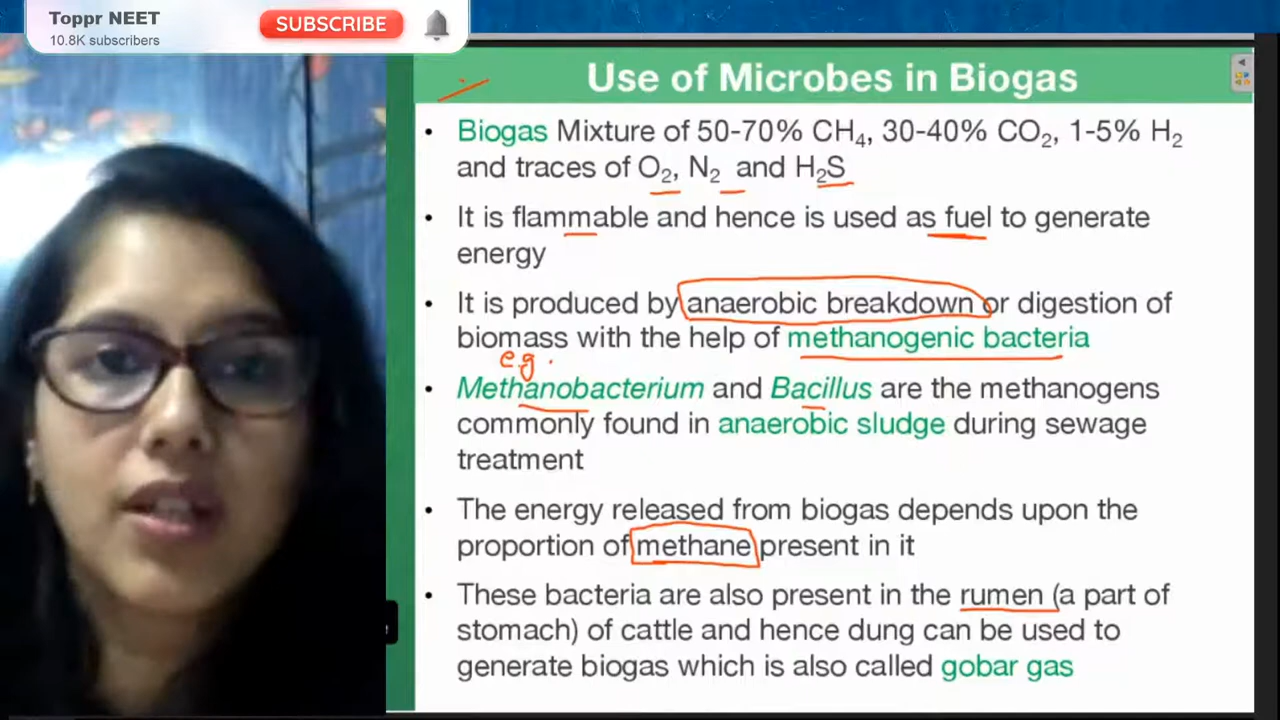 Toppr NEET
10.8K subscribers
SUBSCRIBE
Use of Microbes in Biogas
• Biogas Mixture of 50-70% CH₄, 30-40% CO₂, 1-5% H₂
and traces of O₂, N₂ and H₂S
• It is flammable and hence is used as fuel to generate
energy
• It is produced by anaerobic breakdown or digestion of
biomass with the help of methanogenic bacteria
e.g.
• Methanobacterium and Bacillus are the methanogens
commonly found in anaerobic sludge during sewage
treatment
• The energy released from biogas depends upon the
proportion of methane present in it
• These bacteria are also present in the rumen (a part of
stomach) of cattle and hence dung can be used to
generate biogas which is also called gobar gas